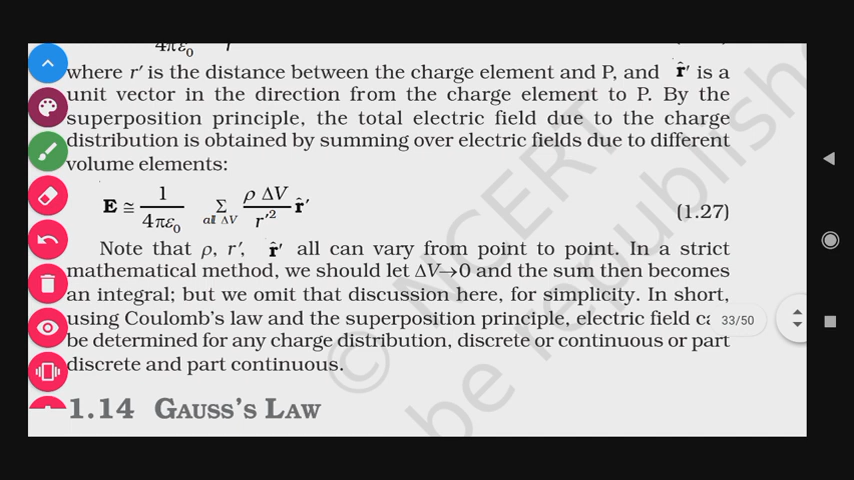 4πε₀ r
where r′ is the distance between the charge element and P, and r̂′ is a
unit vector in the direction from the charge element to P. By the
superposition principle, the total electric field due to the charge
distribution is obtained by summing over electric fields due to different
volume elements:
E ≅ 1/4πε₀ Σ all ΔV ρ ΔV/r′² r̂′ (1.27)
Note that ρ, r′, r̂′ all can vary from point to point. In a strict
mathematical method, we should let ΔV→0 and the sum then becomes
an integral; but we omit that discussion here, for simplicity. In short,
using Coulomb's law and the superposition principle, electric field ca
be determined for any charge distribution, discrete or continuous or part
discrete and part continuous.
33/50
1.14 GAUSS'S LAW
© NCERT
be republish